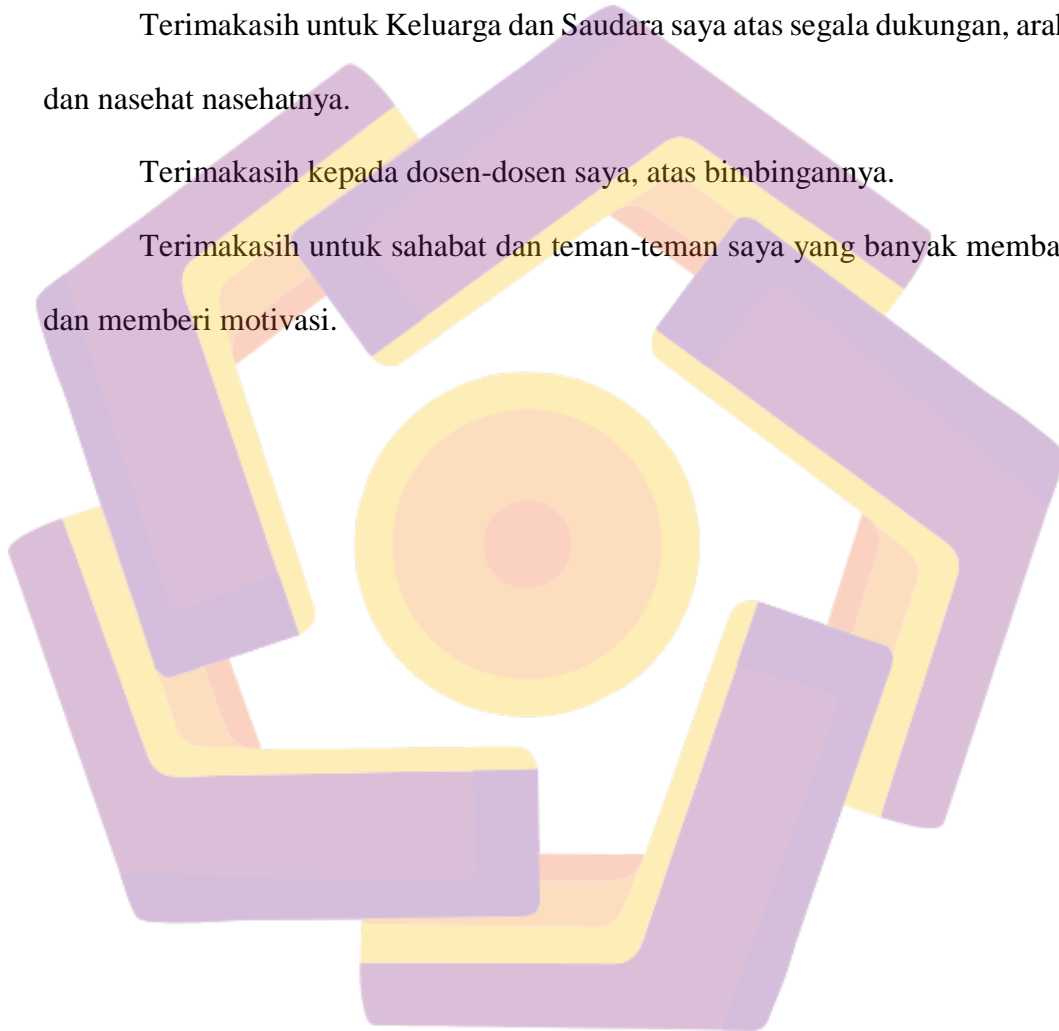 Terimakasih untuk Keluarga dan Saudara saya atas segala dukungan,
dan nasehat nasehatnya.
Terimakasih kepada dosen-dosen saya, atas bimbingannya.
Terimakasih untuk sahabat dan teman-teman saya yang banyak
dan memberi motivasi.